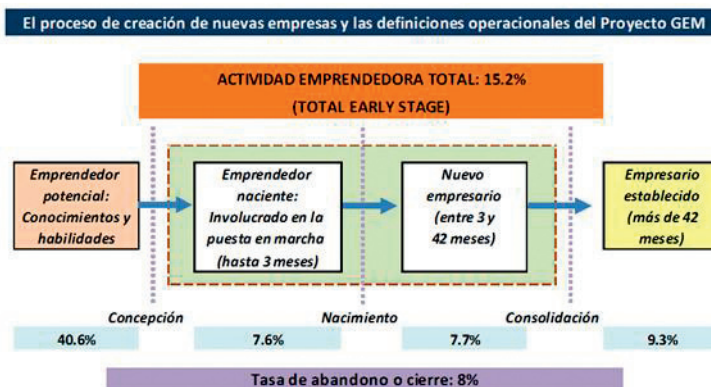 El proceso de creación de nuevas empresas y las definiciones operacionales del Proyecto GEM
ACTIVIDAD EMPRENDEDORA TOTAL: 15.2%
(TOTAL EARLY STAGE)
Emprendedor
potencial:
Conocimientos y
habilidades
Emprendedor
naciente:
Involucrado en la
puesta en marcha
(hasta 3 meses)
Nuevo
empresario
(entre 3 y
42 meses)
Empresario
establecido
(más de 42
meses)
Concepción
Nacimiento
Consolidación
40.6%
7.6%
7.7%
9.3%
Tasa de abandono o cierre: 8%